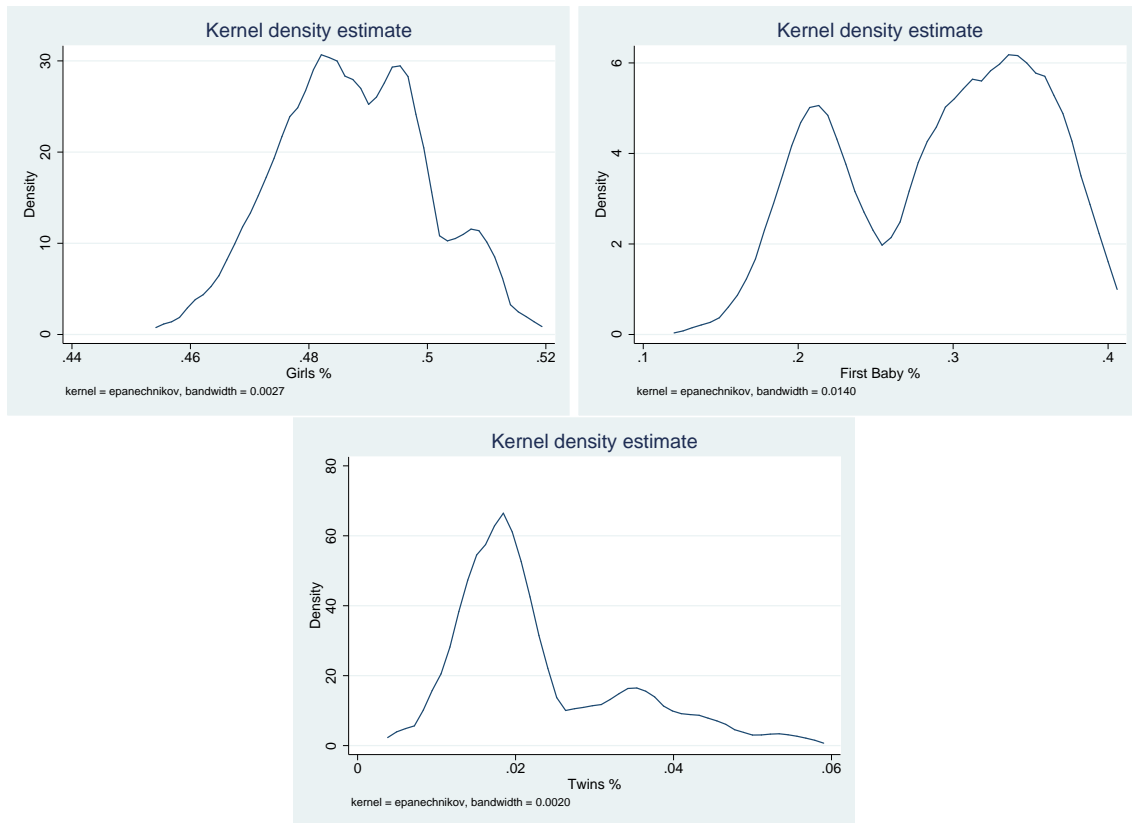 Kernel density estimate
Density
0
10
20
30
.44
.46
.48
.5
.52
Girls %
kernel = epanechnikov, bandwidth = 0.0027
Kernel density estimate
Density
0
2
4
6
.1
.2
.3
.4
First Baby %
kernel = epanechnikov, bandwidth = 0.0140
Kernel density estimate
Density
0
20
40
60
80
0
.02
.04
.06
Twins %
kernel = epanechnikov, bandwidth = 0.0020